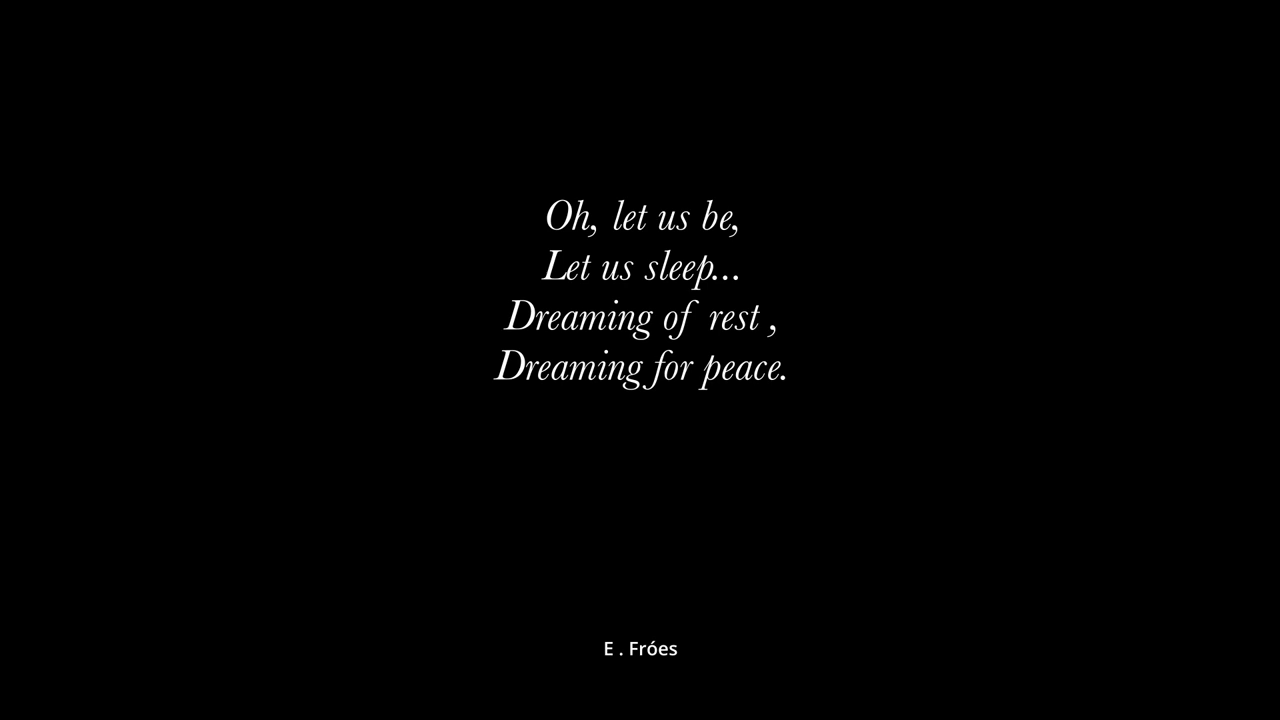 Oh, let us be,
Let us sleep...
Dreaming of rest ,
Dreaming for peace.
E . Fróes